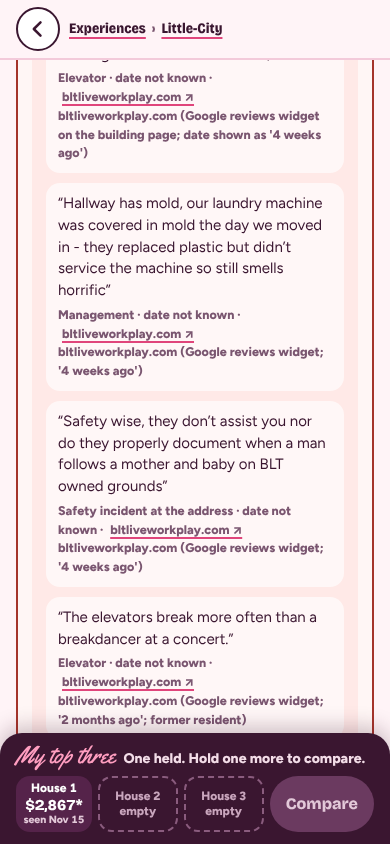 Experiences › Little-City
Elevator · date not known ·
bltliveworkplay.com ↗
bltliveworkplay.com (Google reviews widget
on the building page; date shown as '4 weeks
ago')
“Hallway has mold, our laundry machine
was covered in mold the day we moved
in - they replaced plastic but didn’t
service the machine so still smells
horrific”
Management · date not known ·
bltliveworkplay.com ↗
bltliveworkplay.com (Google reviews widget;
'4 weeks ago')
“Safety wise, they don’t assist you nor
do they properly document when a man
follows a mother and baby on BLT
owned grounds”
Safety incident at the address · date not
known · bltliveworkplay.com ↗
bltliveworkplay.com (Google reviews widget;
'4 weeks ago')
“The elevators break more often than a
breakdancer at a concert.”
Elevator · date not known ·
bltliveworkplay.com ↗
bltliveworkplay.com (Google reviews widget;
'2 months ago'; former resident)
My top three One held. Hold one more to compare.
House 1
$2,867*
seen Nov 15
House 2
empty
House 3
empty
Compare